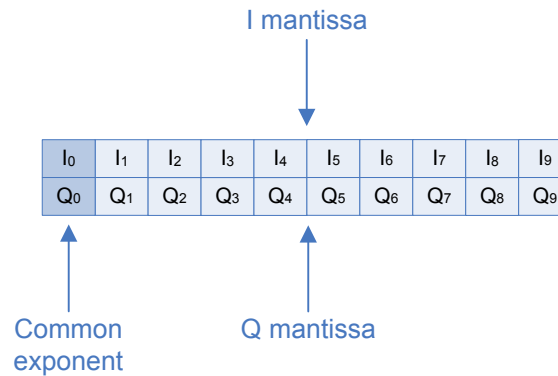 I mantissa
I0 I1 I2 I3 I4 I5 I6 I7 I8 I9
Q0 Q1 Q2 Q3 Q4 Q5 Q6 Q7 Q8 Q9
Common Q mantissa
exponent